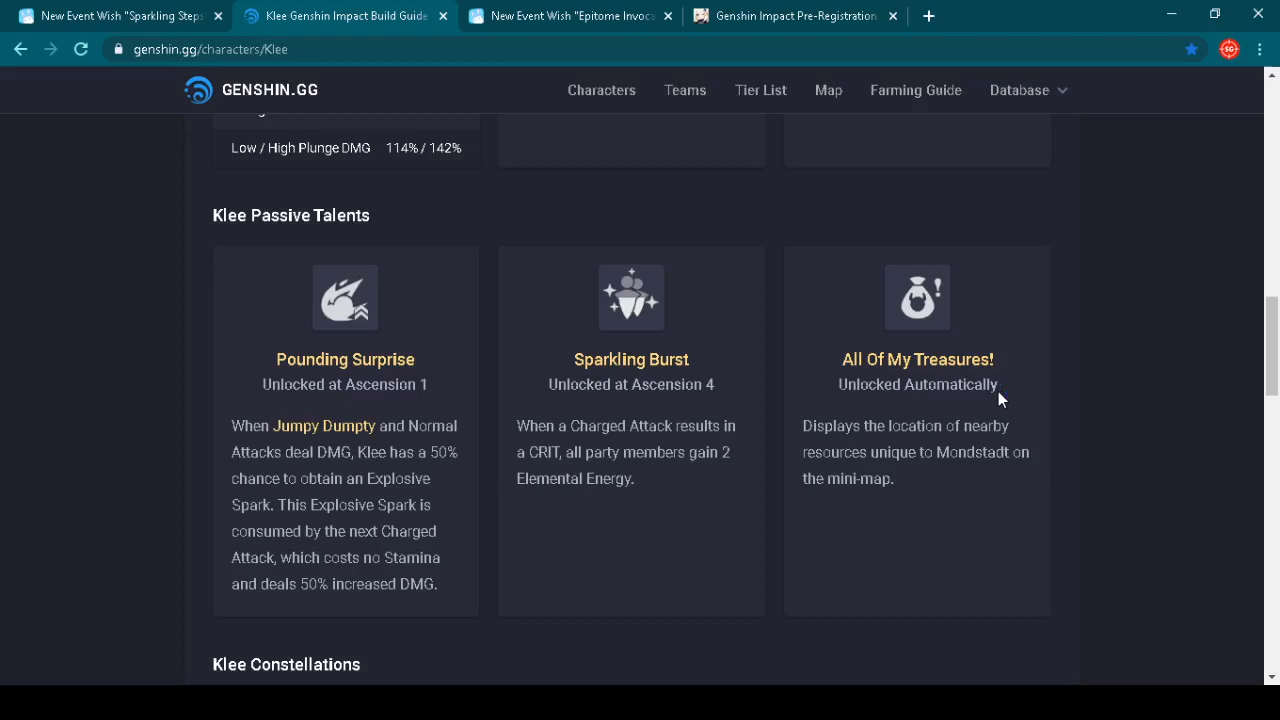 New Event Wish "Sparkling Steps
Klee Genshin Impact Build Guide
New Event Wish "Epitome Invoca
Genshin Impact Pre-Registration
genshin.gg/characters/Klee
SG
GENSHIN.GG
Characters
Teams
Tier List
Map
Farming Guide
Database
Low / High Plunge DMG 114% / 142%
Klee Passive Talents
Pounding Surprise
Unlocked at Ascension 1
When Jumpy Dumpty and Normal
Attacks deal DMG, Klee has a 50%
chance to obtain an Explosive
Spark. This Explosive Spark is
consumed by the next Charged
Attack, which costs no Stamina
and deals 50% increased DMG.
Sparkling Burst
Unlocked at Ascension 4
When a Charged Attack results in
a CRIT, all party members gain 2
Elemental Energy.
All Of My Treasures!
Unlocked Automatically
Displays the location of nearby
resources unique to Mondstadt on
the mini-map.
Klee Constellations